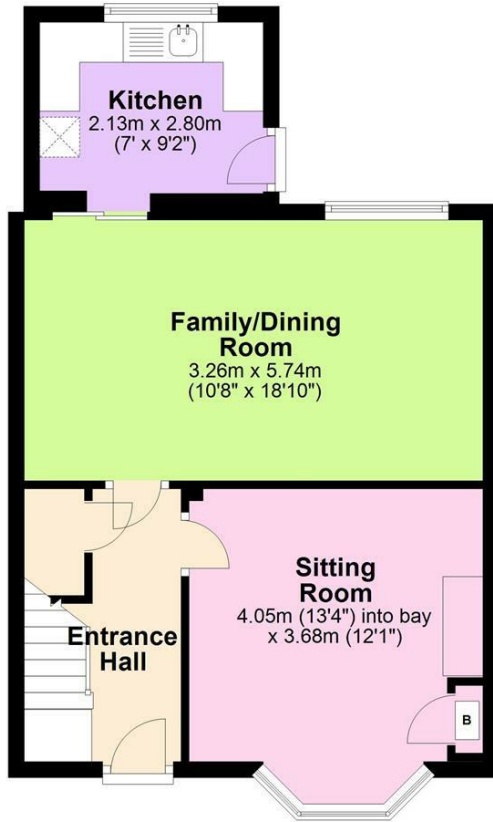 Kitchen
2.13m x 2.80m
(7' x 9'2")
Family/Dining
Room
3.26m x 5.74m
(10'8" x 18'10")
Sitting
Room
4.05m (13'4") into bay
x 3.68m (12'1")
Entrance
Hall
B